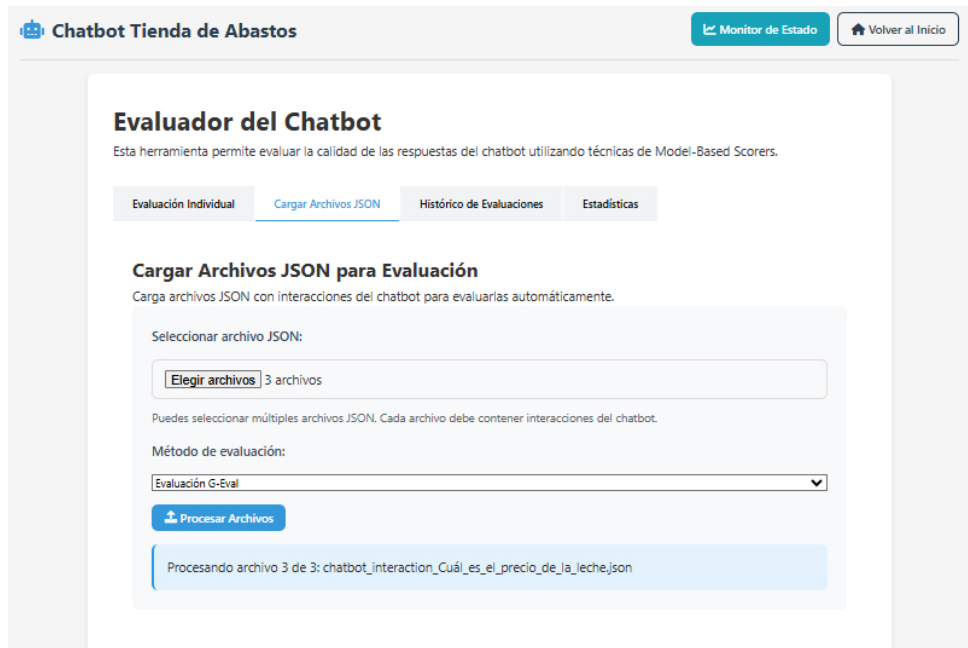 Chatbot Tienda de Abastos
Monitor de Estado
Volver al Inicio
Evaluador del Chatbot
Esta herramienta permite evaluar la calidad de las respuestas del chatbot utilizando técnicas de Model-Based Scorers.
Evaluación Individual
Cargar Archivos JSON
Histórico de Evaluaciones
Estadísticas
Cargar Archivos JSON para Evaluación
Carga archivos JSON con interacciones del chatbot para evaluarlas automáticamente.
Seleccionar archivo JSON:
Elegir archivos 3 archivos
Puedes seleccionar múltiples archivos JSON. Cada archivo debe contener interacciones del chatbot.
Método de evaluación:
Evaluación G-Eval
Procesar Archivos
Procesando archivo 3 de 3: chatbot_interaction_Cuál_es_el_precio_de_la_leche.json